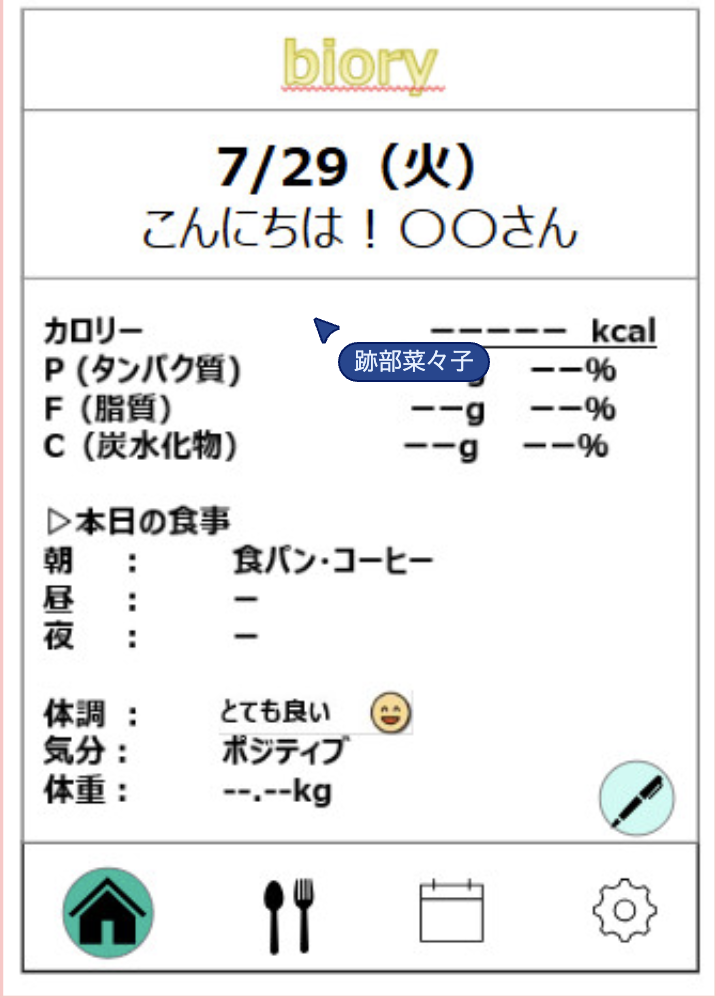 biory
7/29（火）
こんにちは！〇〇さん
カロリー ーーーーー kcal
跡部菜々子
P (タンパク質) g ーー%
F (脂質) ーーg ーー%
C (炭水化物) ーーg ーー%
▷本日の食事
朝 : 食パン・コーヒー
昼 : ー
夜 : ー
体調 : とても良い
気分 : ポジティブ
体重 : --.--kg